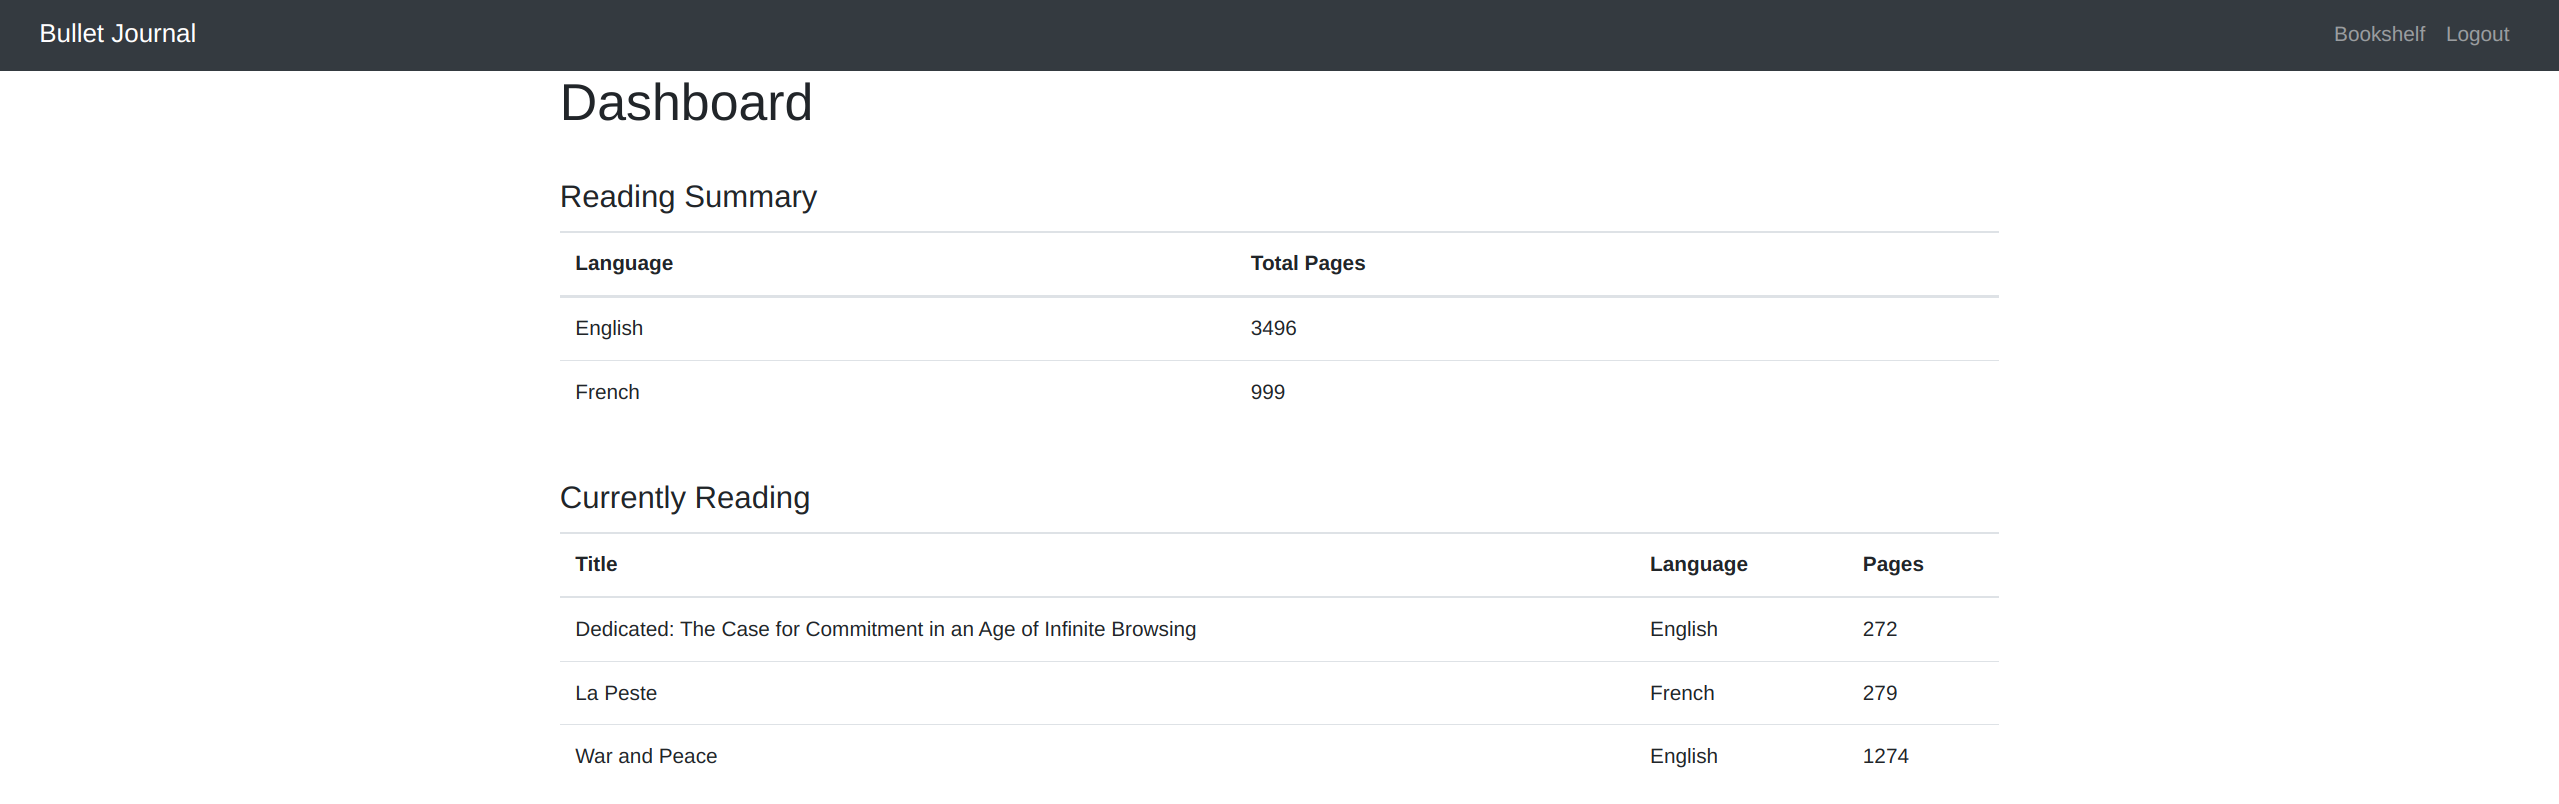 Bullet Journal Bookshelf Logout
Dashboard
Reading Summary
Language Total Pages
English 3496
French 999
Currently Reading
Title Language Pages
Dedicated: The Case for Commitment in an Age of Infinite Browsing English 272
La Peste French 279
War and Peace English 1274